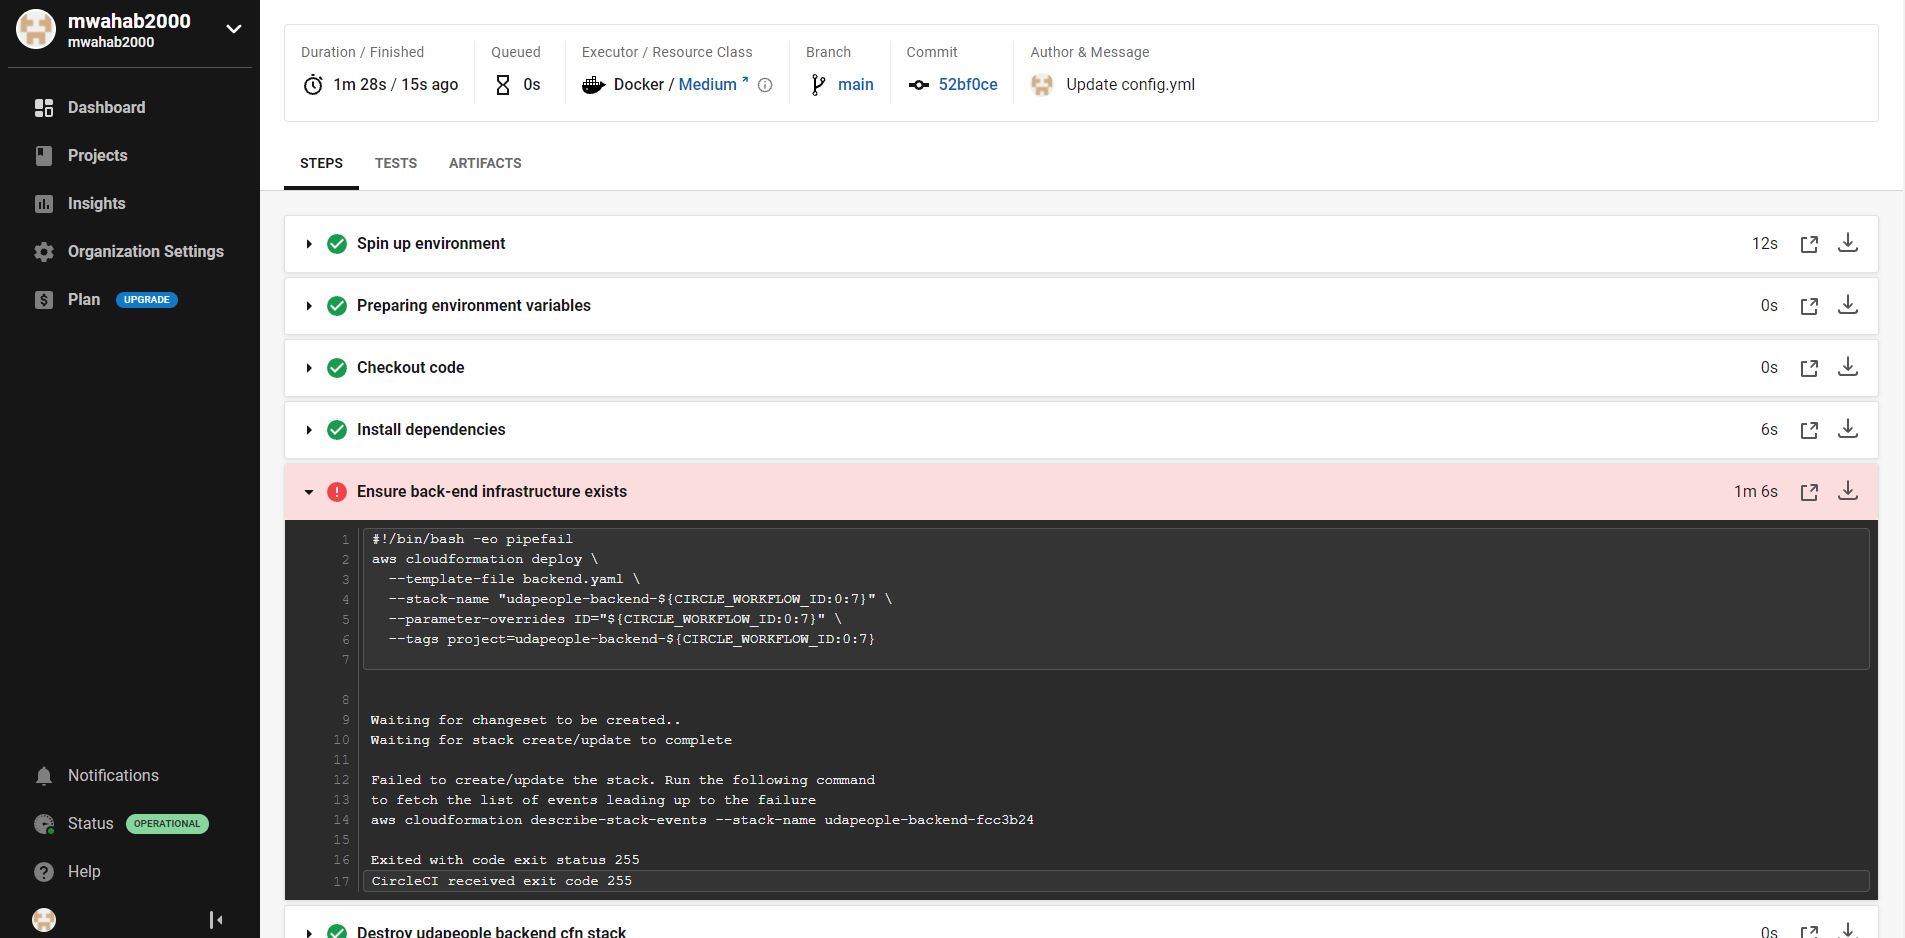 mwahab2000
mwahab2000
Dashboard
Projects
Insights
Organization Settings
Plan UPGRADE
Notifications
Status OPERATIONAL
Help
Duration / Finished
1m 28s / 15s ago
Queued
0s
Executor / Resource Class
Docker / Medium
Branch
main
Commit
52bf0ce
Author & Message
Update config.yml
STEPS TESTS ARTIFACTS
Spin up environment 12s
Preparing environment variables 0s
Checkout code 0s
Install dependencies 6s
Ensure back-end infrastructure exists 1m 6s
1 #!/bin/bash -eo pipefail
2 aws cloudformation deploy \
3 --template-file backend.yaml \
4 --stack-name "udapeople-backend-${CIRCLE_WORKFLOW_ID:0:7}" \
5 --parameter-overrides ID="${CIRCLE_WORKFLOW_ID:0:7}" \
6 --tags project=udapeople-backend-${CIRCLE_WORKFLOW_ID:0:7}
7
8
9 Waiting for changeset to be created..
10 Waiting for stack create/update to complete
11
12 Failed to create/update the stack. Run the following command
13 to fetch the list of events leading up to the failure
14 aws cloudformation describe-stack-events --stack-name udapeople-backend-fcc3b24
15
16 Exited with code exit status 255
17 CircleCI received exit code 255
Destroy udapeople backend cfn stack 0s